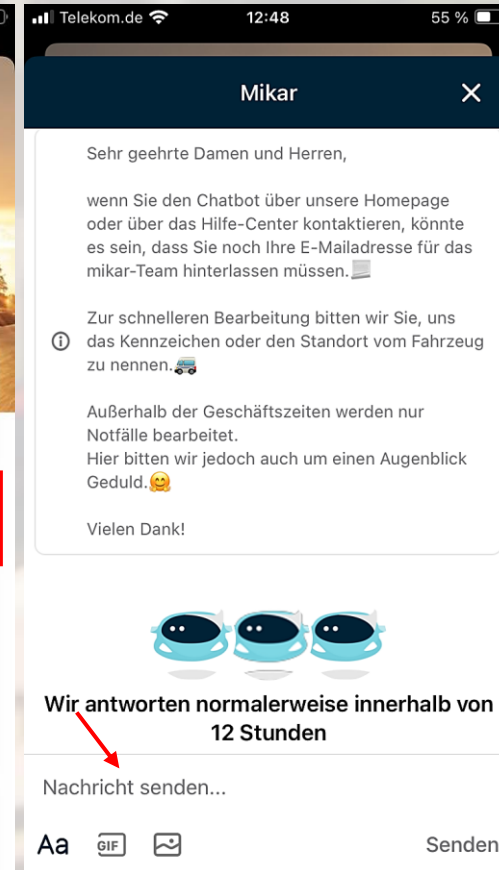 Telekom.de 12:48 55 %
Mikar
Sehr geehrte Damen und Herren,
wenn Sie den Chatbot über unsere Homepage
oder über das Hilfe-Center kontaktieren, könnte
es sein, dass Sie noch Ihre E-Mailadresse für das
mikar-Team hinterlassen müssen.
Zur schnelleren Bearbeitung bitten wir Sie, uns
das Kennzeichen oder den Standort vom Fahrzeug
zu nennen.
Außerhalb der Geschäftszeiten werden nur
Notfälle bearbeitet.
Hier bitten wir jedoch auch um einen Augenblick
Geduld.
Vielen Dank!
Wir antworten normalerweise innerhalb von
12 Stunden
Nachricht senden...
Aa GIF Senden